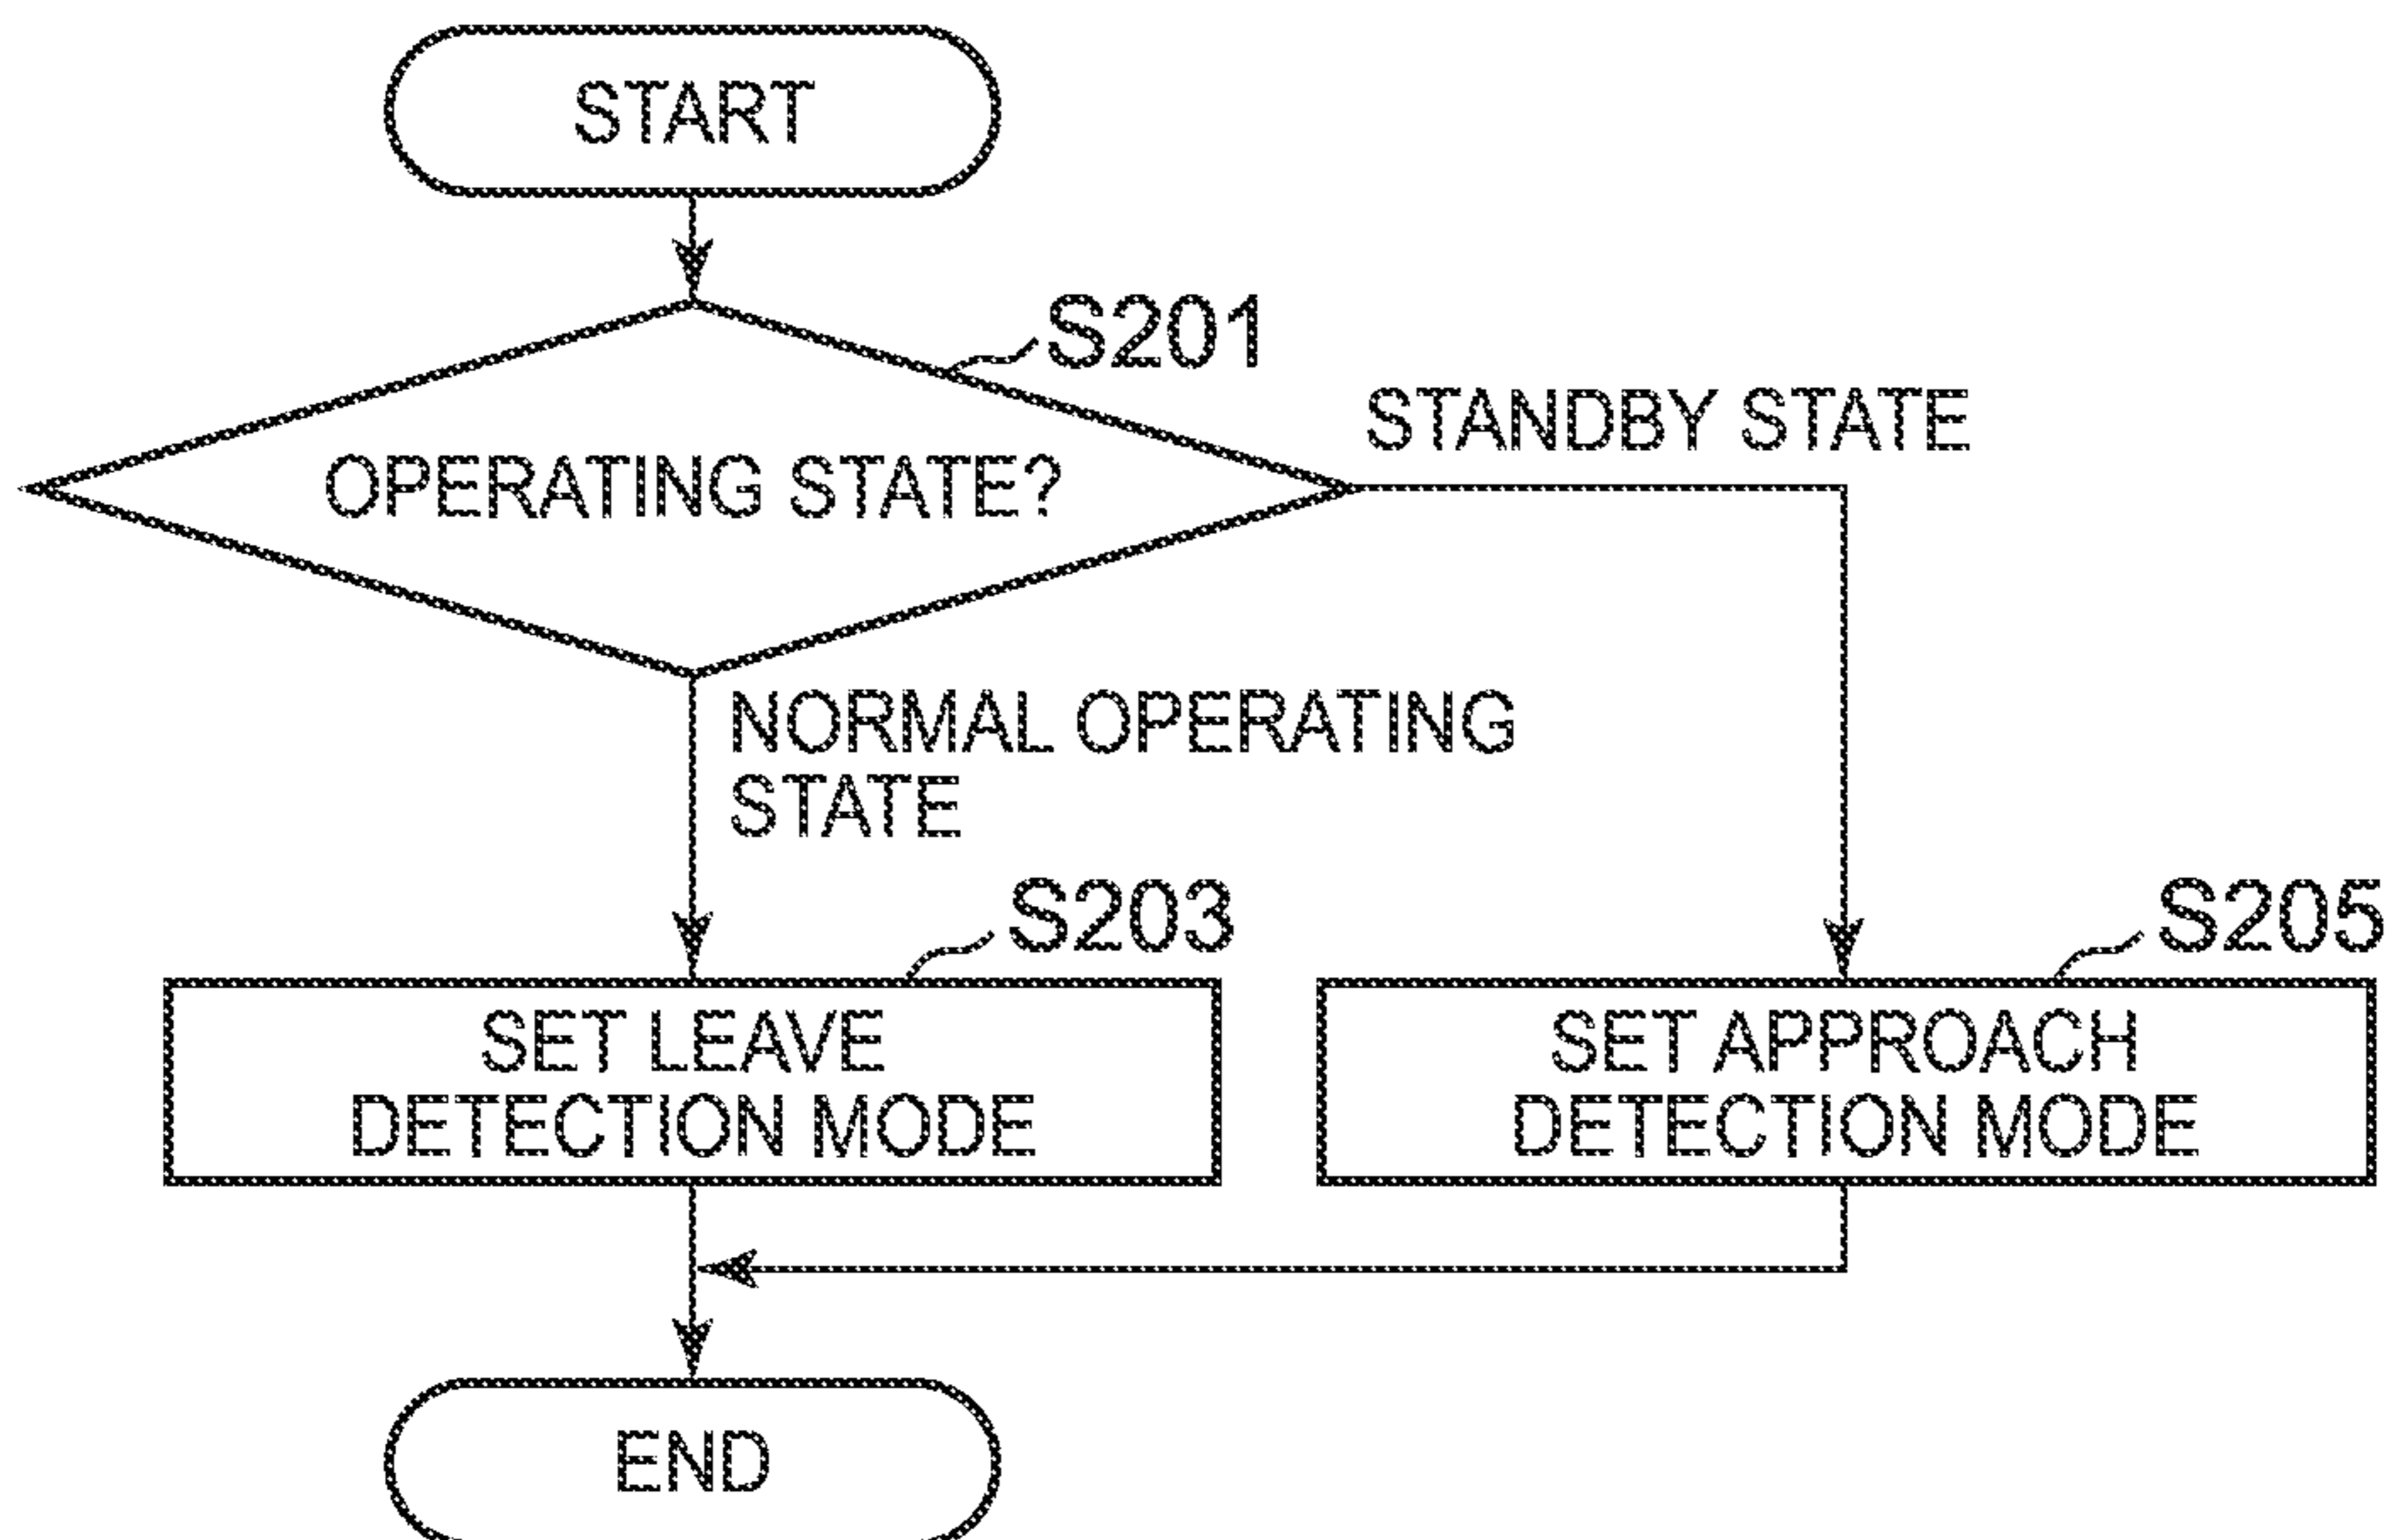 START
S201
OPERATING STATE?
STANDBY STATE
NORMAL OPERATING
STATE
S203
SET LEAVE
DETECTION MODE
S205
SET APPROACH
DETECTION MODE
END